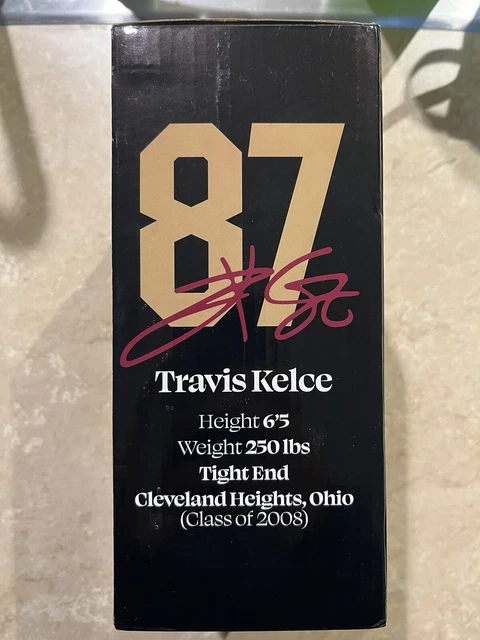 87
Travis Kelce
Height 6'5
Weight 250 lbs
Tight End
Cleveland Heights, Ohio
(Class of 2008)